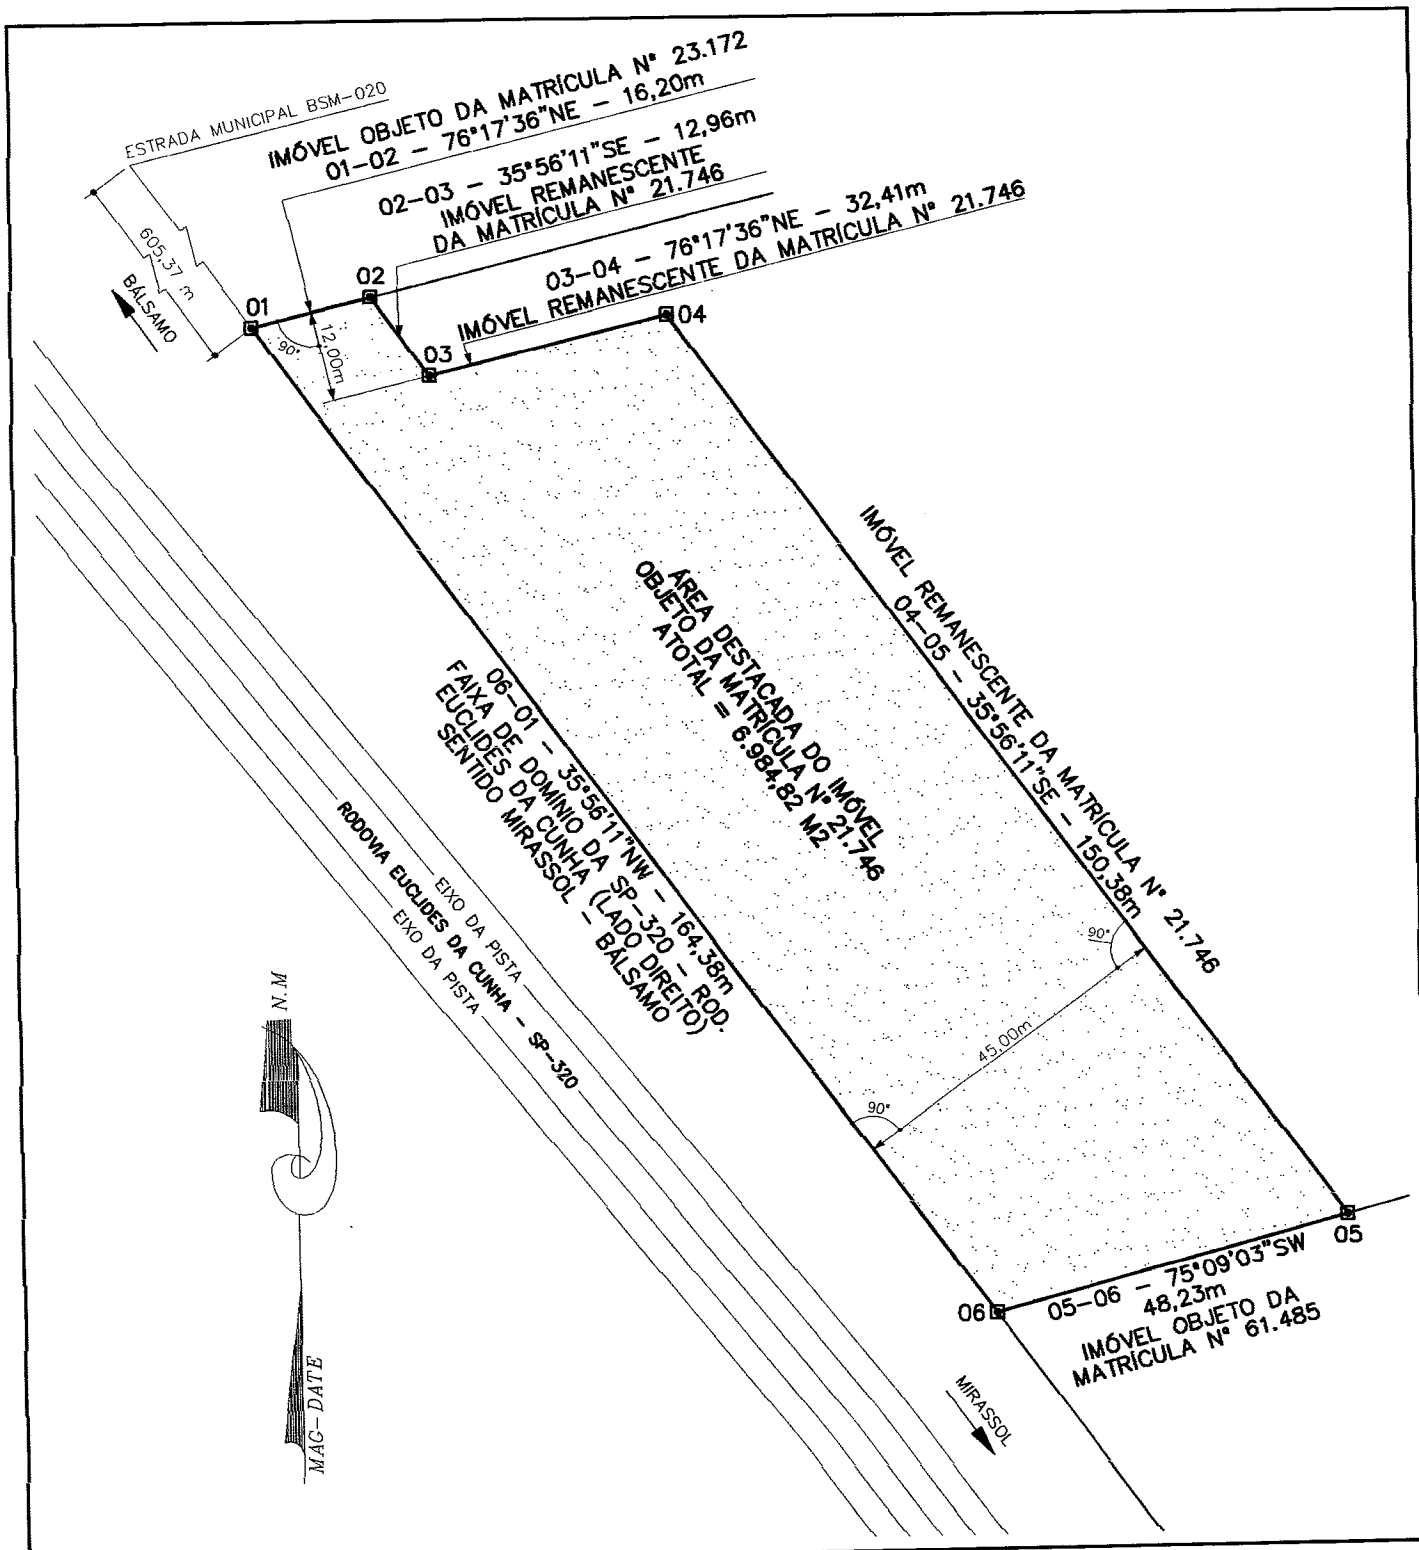 ESTRADA MUNICIPAL BSM-020
IMÓVEL OBJETO DA MATRÍCULA N° 23.172
01-02 - 76°17'36"NE - 16,20m
02-03 - 35°56'11"SE - 12,96m
IMÓVEL REMANESCENTE
DA MATRÍCULA N° 21.746
03-04 - 76°17'36"NE - 32,41m
IMÓVEL REMANESCENTE DA MATRÍCULA N° 21.746
605,37 m
BÁLSAMO
01
02
03
04
90°
12,00m
IMÓVEL REMANESCENTE DA MATRÍCULA N° 21.746
04-05 - 35°56'11"SE - 150,38m
ÁREA DESTACADA DO IMÓVEL
OBJETO DA MATRÍCULA N° 21.746
ATOTAL = 6.984,82 M2
06-01 - 35°56'11"NW - 164,38m
FAIXA DE DOMÍNIO DA SP-320 - ROD.
EUCLIDES DA CUNHA (LADO DIREITO)
SENTIDO MIRASSOL - BÁLSAMO
EIXO DA PISTA
RODOVIA EUCLIDES DA CUNHA - SP-320
EIXO DA PISTA
90°
45,00m
90°
N.M
MAG-DATE
05
06
05-06 - 75°09'03"SW
48,23m
IMÓVEL OBJETO DA
MATRÍCULA N° 61.485
MIRASSOL